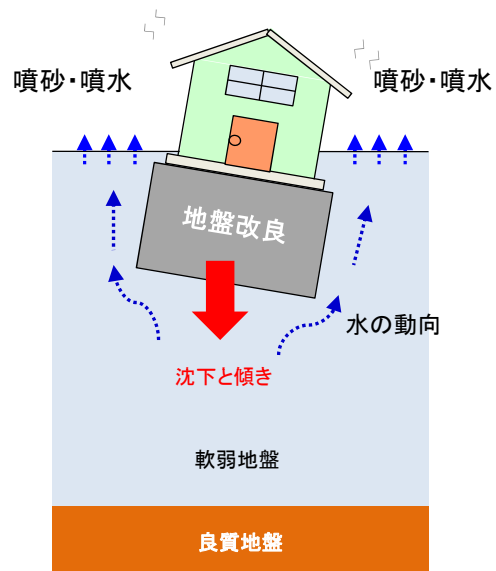 噴砂・噴水
噴砂・噴水
地盤改良
水の動向
沈下と傾き
軟弱地盤
良質地盤